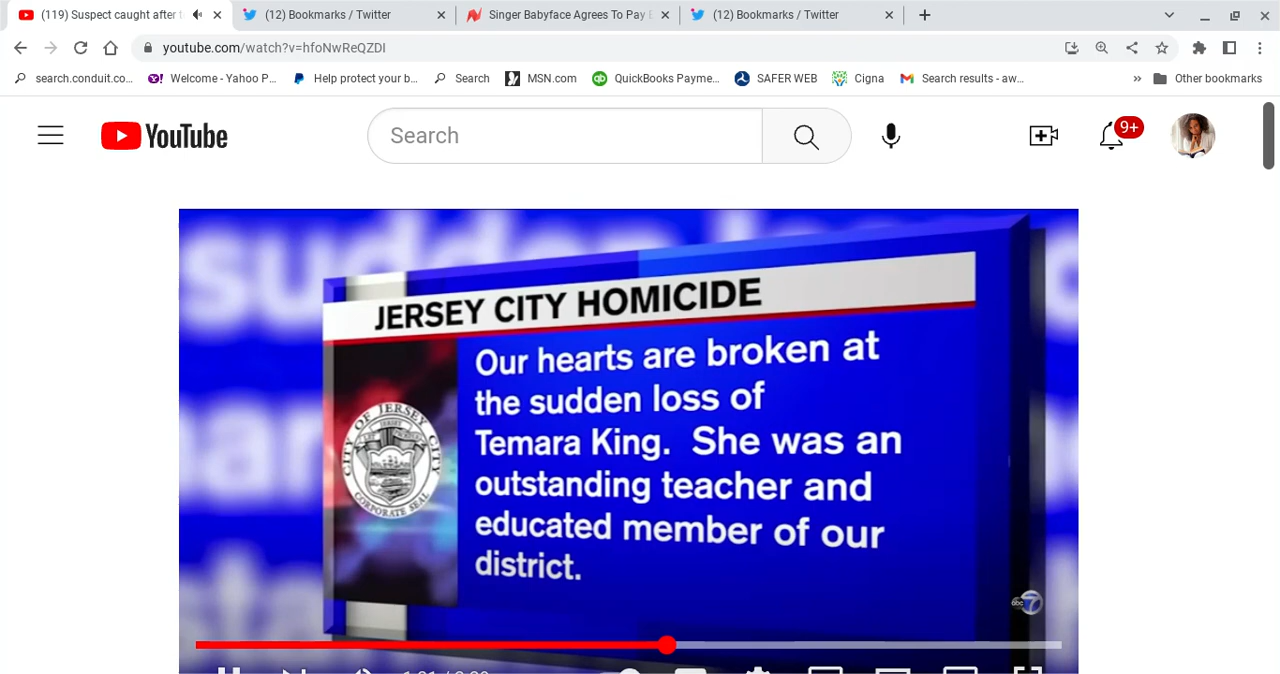 (119) Suspect caught after t
(12) Bookmarks / Twitter
Singer Babyface Agrees To Pay
(12) Bookmarks / Twitter
youtube.com/watch?v=hfoNwReQZDI
search.conduit.co...
Welcome - Yahoo P...
Help protect your b...
Search
MSN.com
QuickBooks Payme...
SAFER WEB
Cigna
Search results - aw...
Other bookmarks
YouTube
Search
9+
JERSEY CITY HOMICIDE
Our hearts are broken at
the sudden loss of
Temara King. She was an
outstanding teacher and
educated member of our
district.
CITY OF JERSEY CITY
CORPORATE SEAL
abc 7